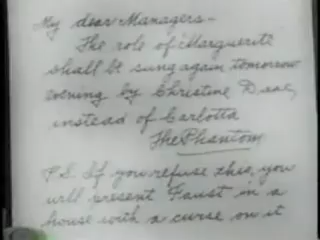 My dear Managers -
The role of "Marguerite"
shall be sung again tomorrow
evening by Christine Daae,
instead of Carlotta
The Phantom
P.S. If you refuse this, you
will present Faust in a
house with a curse on it